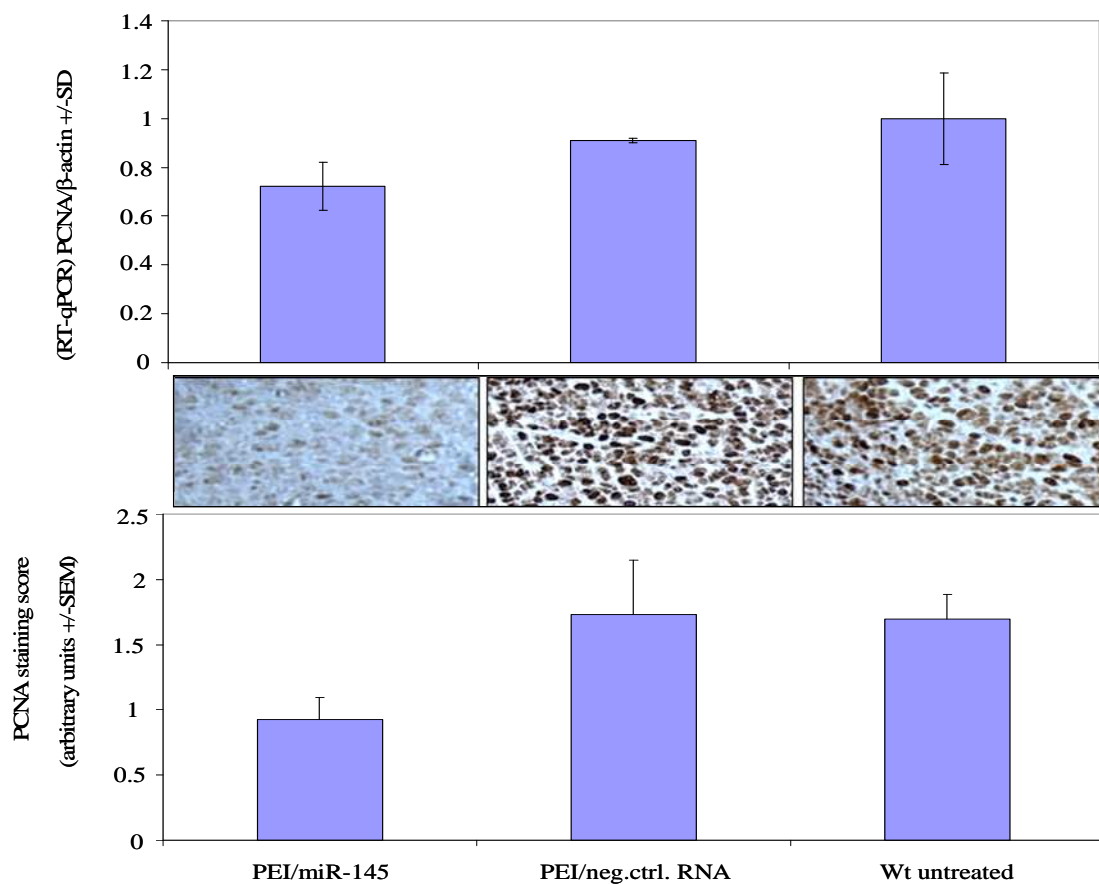 (RT-qPCR) PCNA/β-actin +/-SD
1.4
1.2
1
0.8
0.6
0.4
0.2
0
PCNA staining score
(arbitrary units +/-SEM)
2.5
2
1.5
1
0.5
0
PEI/miR-145
PEI/neg.ctrl. RNA
Wt untreated